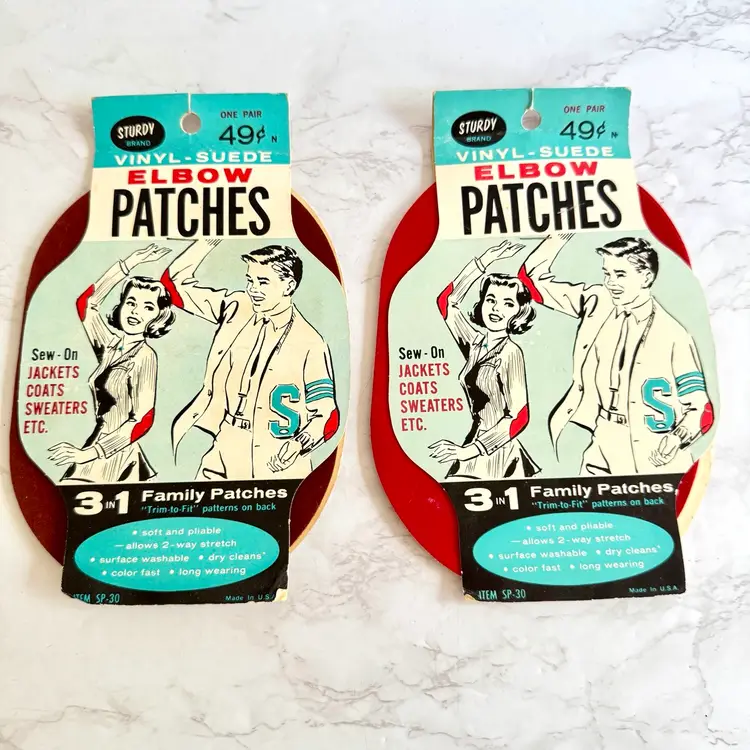 STURDY
BRAND
ONE PAIR
49¢ N
VINYL-SUEDE
ELBOW
PATCHES
Sew-On
JACKETS
COATS
SWEATERS
ETC.
S
3 IN 1 Family Patches
"Trim-to-Fit" patterns on back
• soft and pliable
—allows 2-way stretch
• surface washable • dry cleans*
• color fast • long wearing
ITEM SP-30
Made In U.S.
STURDY
BRAND
ONE PAIR
49¢ N
VINYL-SUEDE
ELBOW
PATCHES
Sew-On
JACKETS
COATS
SWEATERS
ETC.
S
3 IN 1 Family Patches
"Trim-to-Fit" patterns on back
• soft and pliable
—allows 2-way stretch
• surface washable • dry cleans*
• color fast • long wearing
ITEM SP-30
Made In U.S.A.